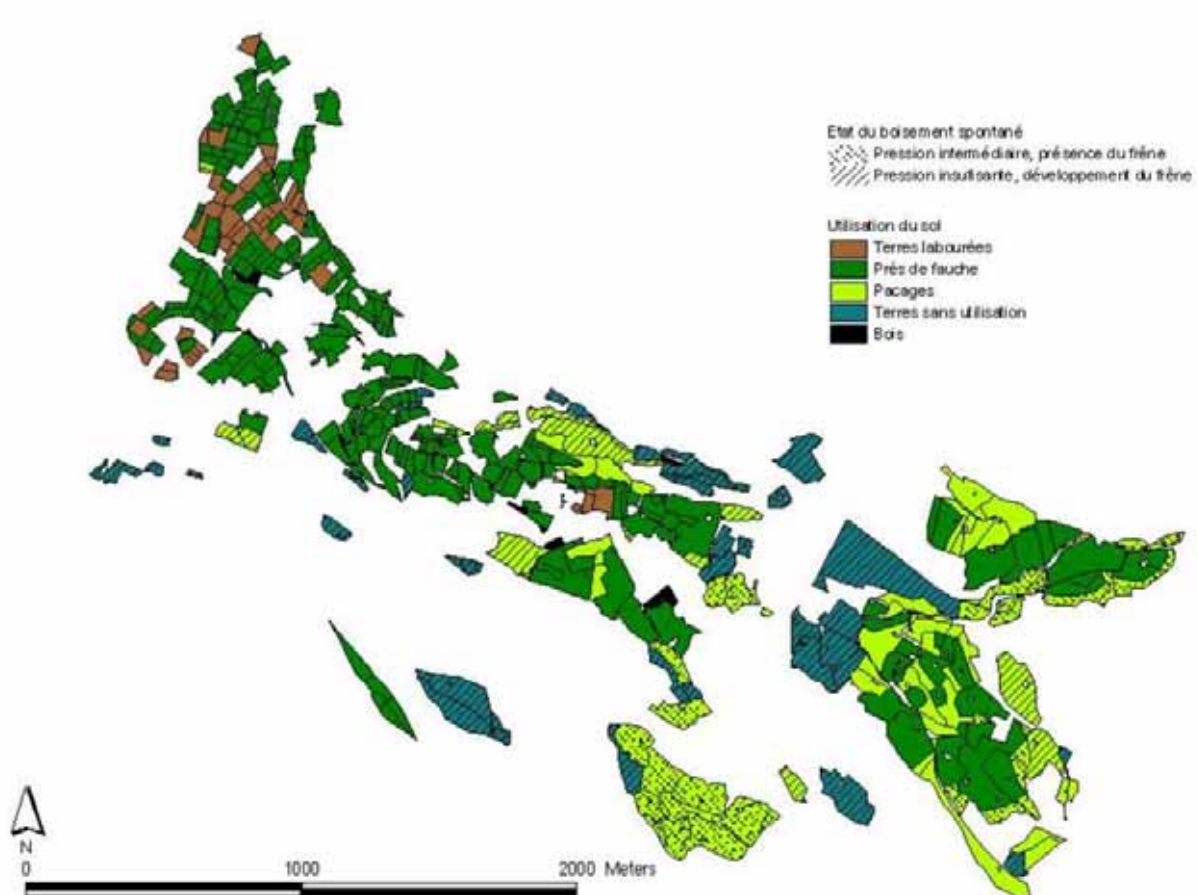 Etat du boisement spontané
Pression intermédiaire, présence du frêne
Pression insufisante, développement du frêne
Utilisation du sol
Terres labourées
Prés de fauche
Pacages
Terres sans utilisation
Bois
N
0 1000 2000 Meters